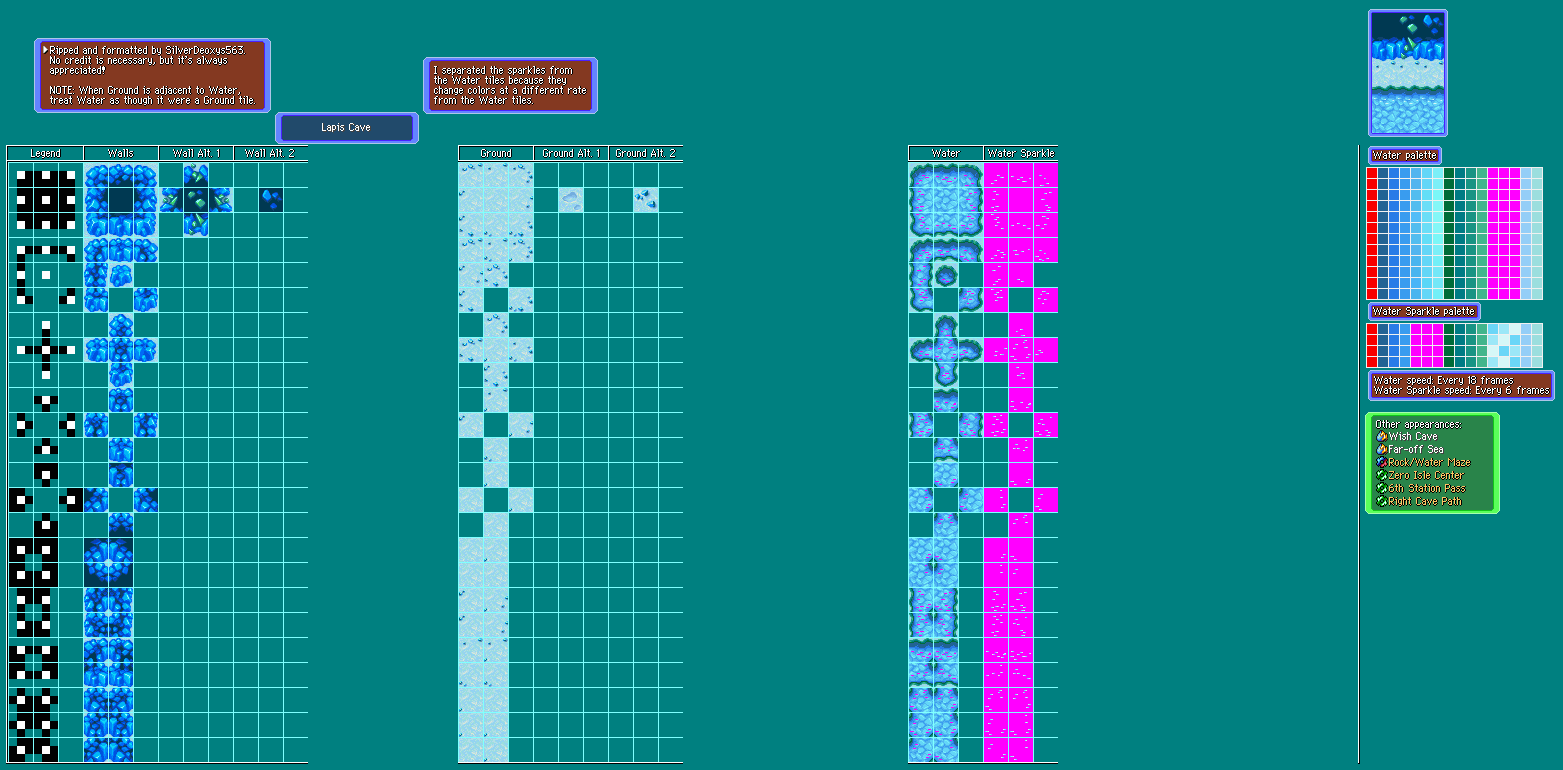 Ripped and formatted by SilverDeoxys563.
No credit is necessary, but it's always
appreciated!
NOTE: When Ground is adjacent to Water,
treat Water as though it were a Ground tile.
I separated the sparkles from
the Water tiles because they
change colors at a different rate
from the Water tiles.
Lapis Cave
Legend
Walls
Wall Alt. 1
Wall Alt. 2
Ground
Ground Alt. 1
Ground Alt. 2
Water
Water Sparkle
Water palette
Water Sparkle palette
Water speed: Every 18 frames
Water Sparkle speed: Every 6 frames
Other appearances:
Wish Cave
Far-off Sea
Rock/Water Maze
Zero Isle Center
6th Station Pass
Right Cave Path